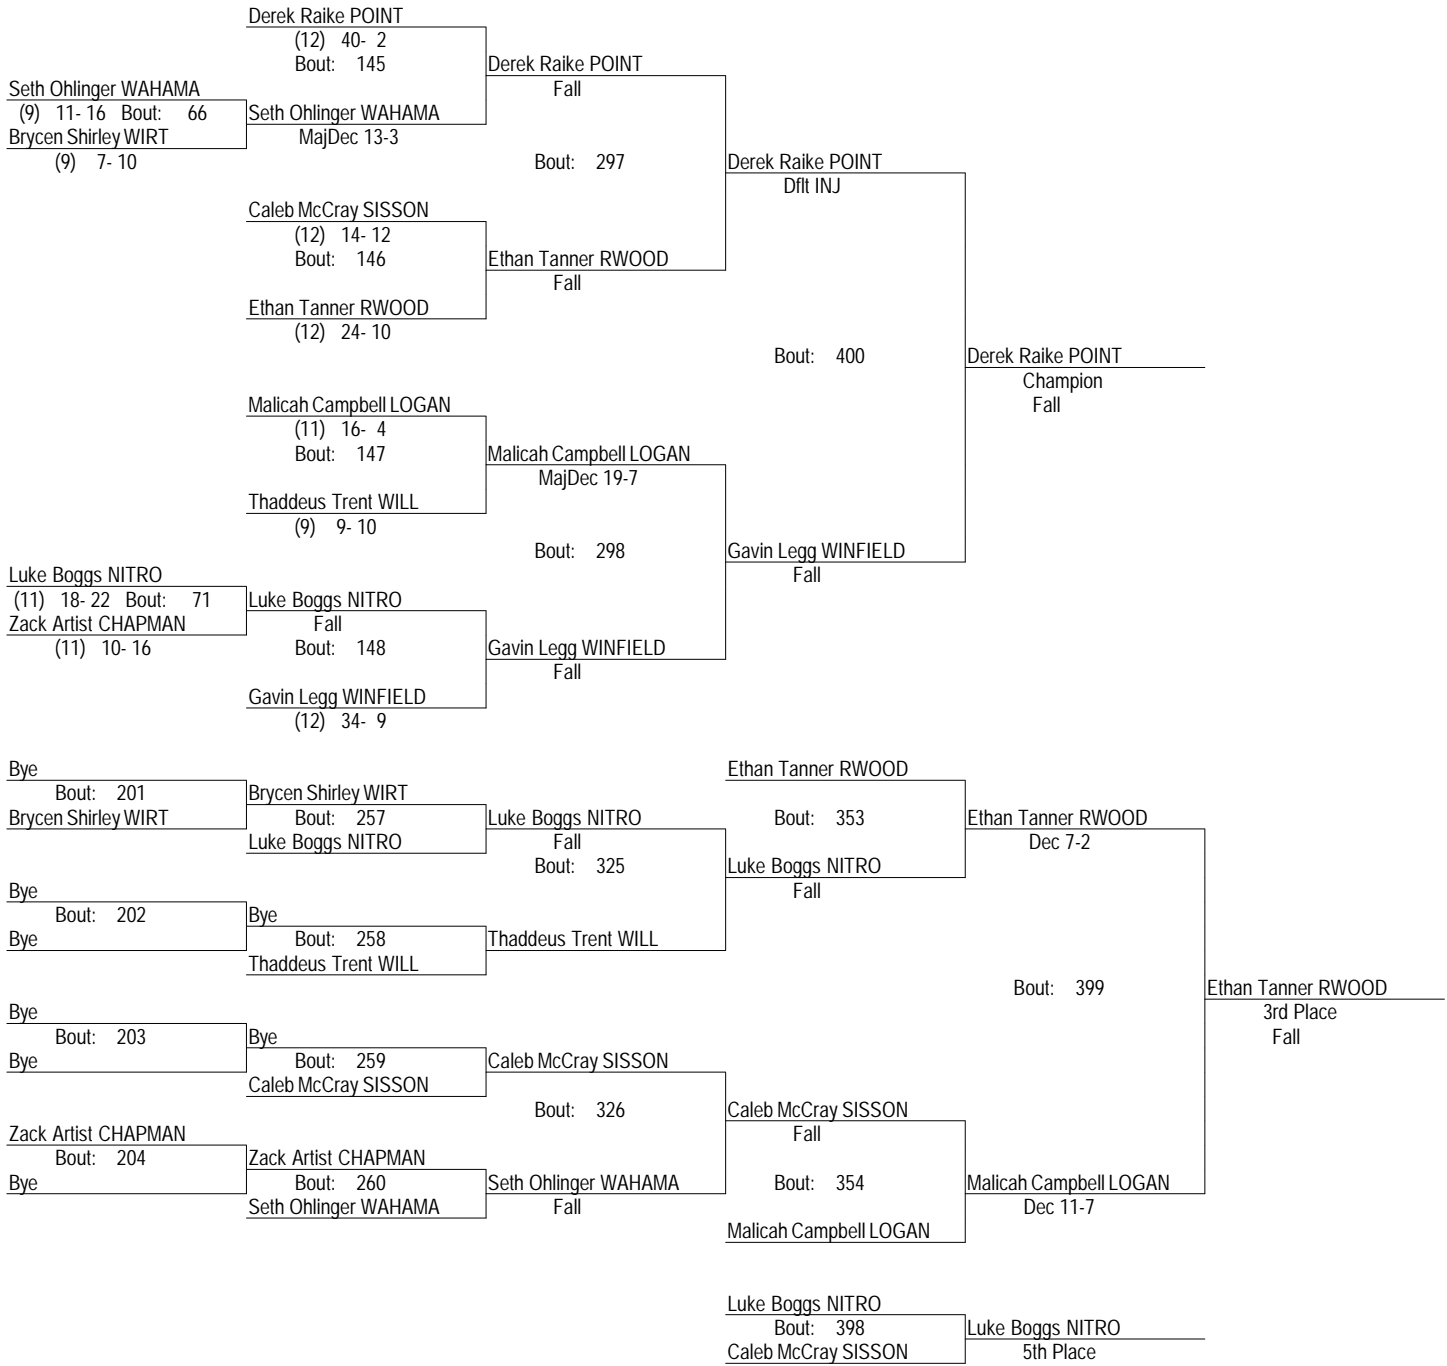 Derek Raike POINT
(12) 40- 2
Bout: 145
Derek Raike POINT
Fall
Seth Ohlinger WAHAMA
(9) 11- 16 Bout: 66
Seth Ohlinger WAHAMA
Brycen Shirley WIRT
MajDec 13-3
(9) 7- 10
Bout: 297
Derek Raike POINT
Dflt INJ
Caleb McCray SISSON
(12) 14- 12
Bout: 146
Ethan Tanner RWOOD
Fall
Ethan Tanner RWOOD
(12) 24- 10
Bout: 400
Derek Raike POINT
Champion
Fall
Malicah Campbell LOGAN
(11) 16- 4
Bout: 147
Malicah Campbell LOGAN
MajDec 19-7
Thaddeus Trent WILL
(9) 9- 10
Bout: 298
Gavin Legg WINFIELD
Fall
Luke Boggs NITRO
(11) 18- 22 Bout: 71
Luke Boggs NITRO
Zack Artist CHAPMAN
Fall
(11) 10- 16
Bout: 148
Gavin Legg WINFIELD
Fall
Gavin Legg WINFIELD
(12) 34- 9
Bye
Ethan Tanner RWOOD
Bout: 201
Brycen Shirley WIRT
Brycen Shirley WIRT
Bout: 257
Luke Boggs NITRO
Bout: 353
Ethan Tanner RWOOD
Luke Boggs NITRO
Fall
Dec 7-2
Bout: 325
Luke Boggs NITRO
Fall
Bye
Bout: 202
Bye
Bye
Bout: 258
Thaddeus Trent WILL
Thaddeus Trent WILL
Bout: 399
Ethan Tanner RWOOD
3rd Place
Fall
Bye
Bout: 203
Bye
Bye
Bout: 259
Caleb McCray SISSON
Caleb McCray SISSON
Bout: 326
Caleb McCray SISSON
Fall
Zack Artist CHAPMAN
Bout: 204
Zack Artist CHAPMAN
Bye
Bout: 260
Seth Ohlinger WAHAMA
Bout: 354
Malicah Campbell LOGAN
Seth Ohlinger WAHAMA
Fall
Dec 11-7
Malicah Campbell LOGAN
Luke Boggs NITRO
Bout: 398
Luke Boggs NITRO
Caleb McCray SISSON
5th Place